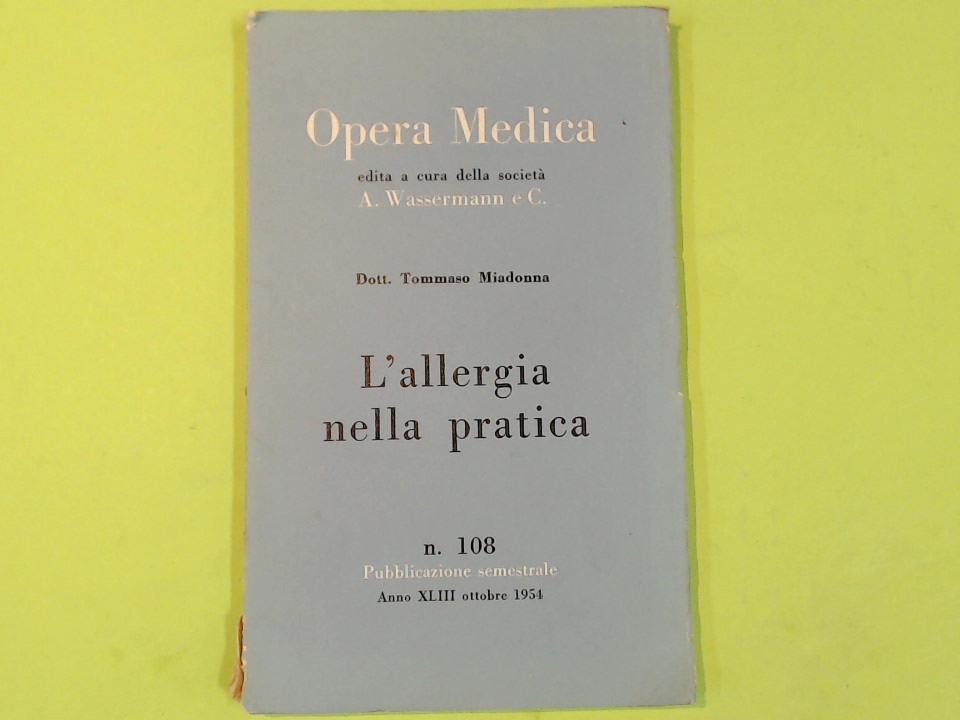 Opera Medica
edita a cura della società
A. Wassermann e C.
Dott. Tommaso Miadonna
L'allergia
nella pratica
n. 108
Pubblicazione semestrale
Anno XLIII ottobre 1954